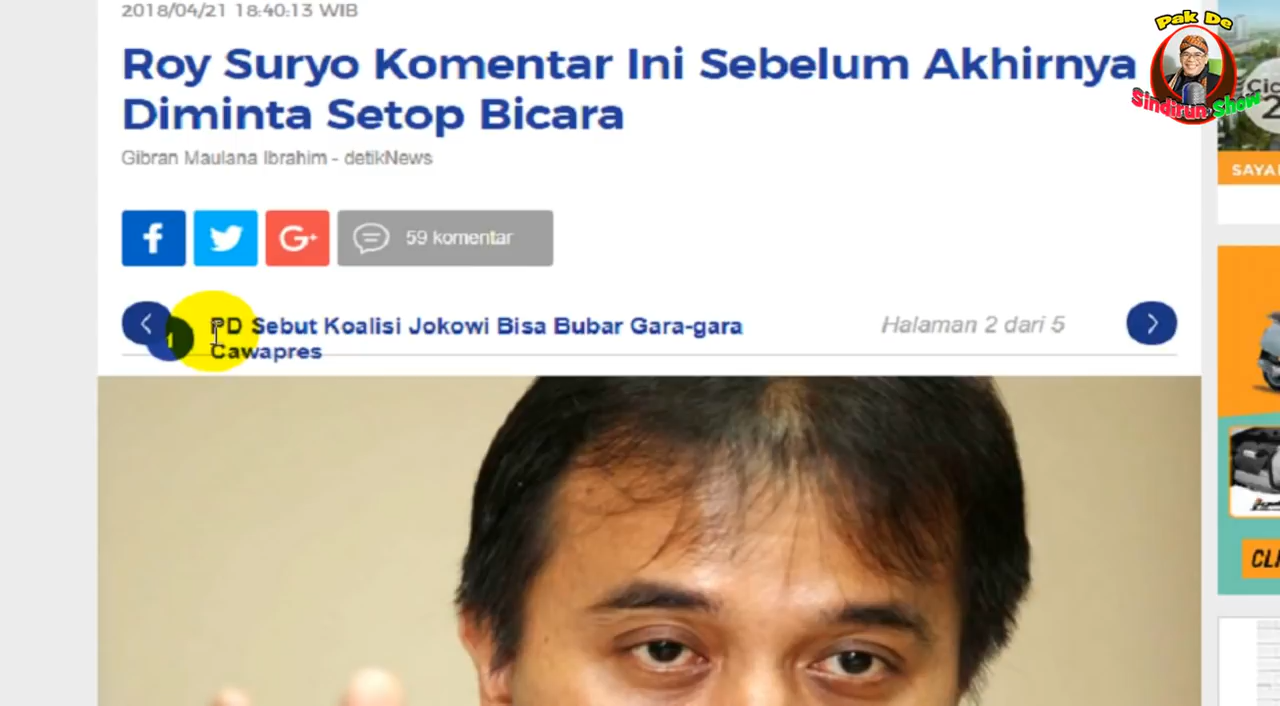 2018/04/21 18:40:13 WIB
Roy Suryo Komentar Ini Sebelum Akhirnya
Diminta Setop Bicara
Gibran Maulana Ibrahim - detikNews
59 komentar
1
PD Sebut Koalisi Jokowi Bisa Bubar Gara-gara
Cawapres
Halaman 2 dari 5
Pak De
Sindirun Show
SAYA